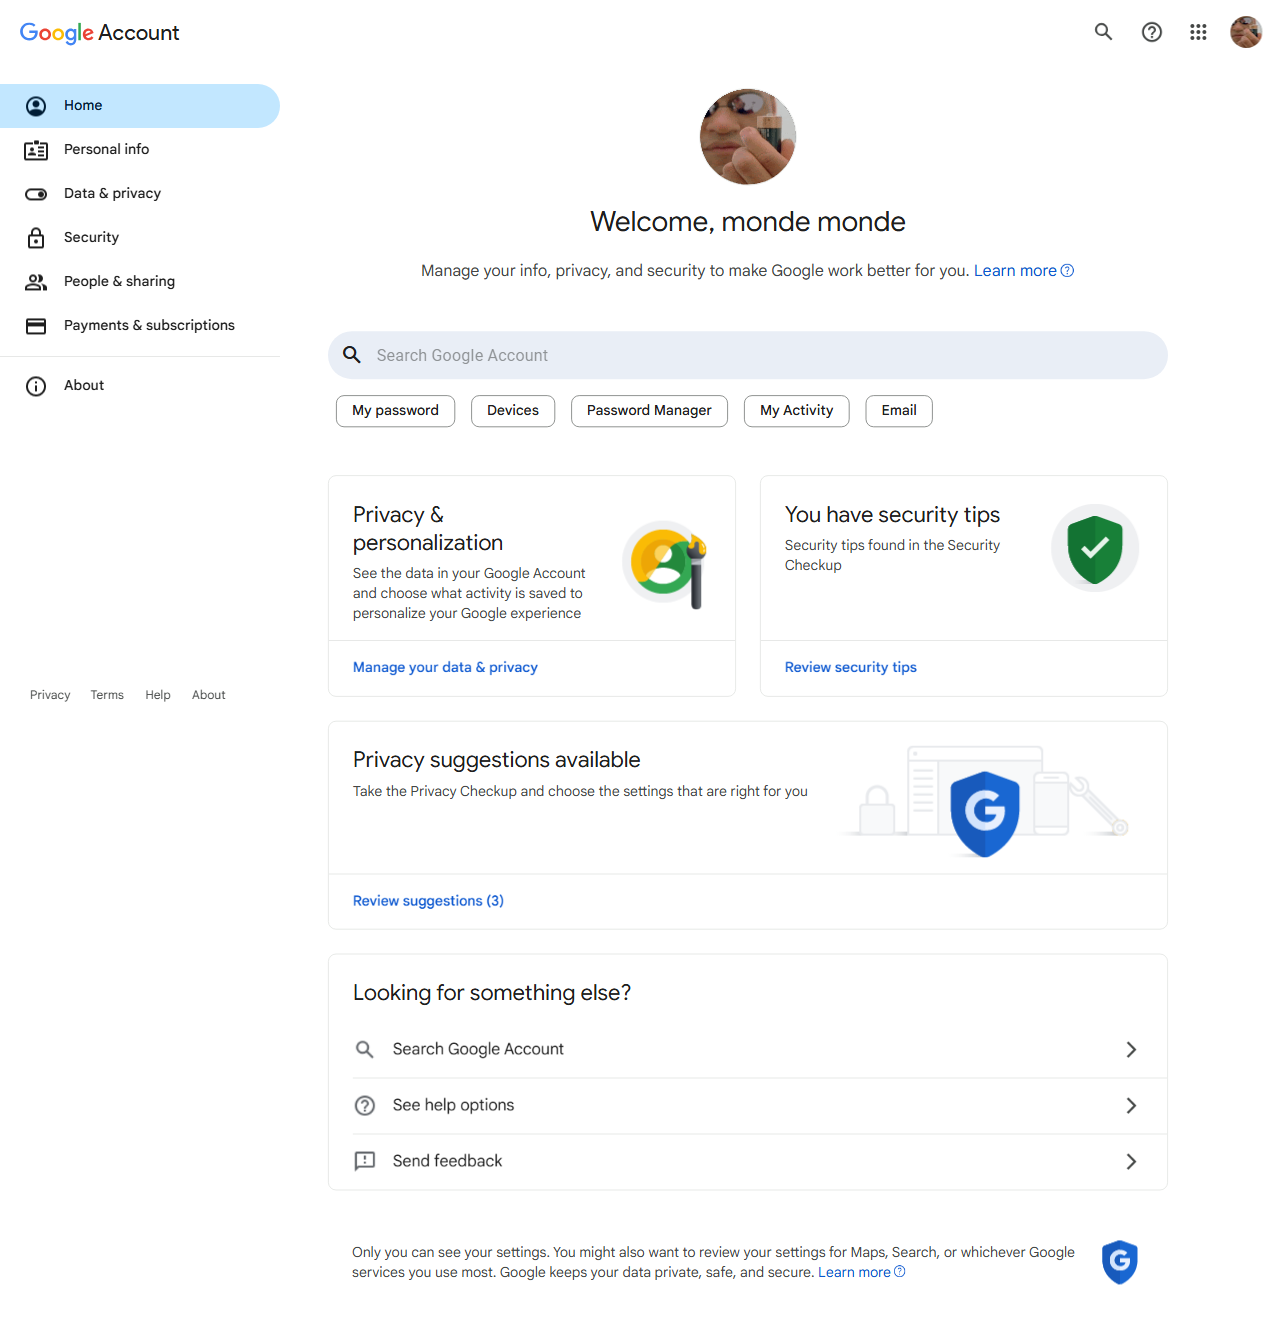 Google Account
Home
Personal info
Data & privacy
Security
People & sharing
Payments & subscriptions
About
Privacy
Terms
Help
About
Welcome, monde monde
Manage your info, privacy, and security to make Google work better for you. Learn more
Search Google Account
My password
Devices
Password Manager
My Activity
Email
Privacy &
personalization
See the data in your Google Account
and choose what activity is saved to
personalize your Google experience
Manage your data & privacy
You have security tips
Security tips found in the Security
Checkup
Review security tips
Privacy suggestions available
Take the Privacy Checkup and choose the settings that are right for you
G
Review suggestions (3)
Looking for something else?
Search Google Account
See help options
Send feedback
Only you can see your settings. You might also want to review your settings for Maps, Search, or whichever Google
services you use most. Google keeps your data private, safe, and secure. Learn more
G